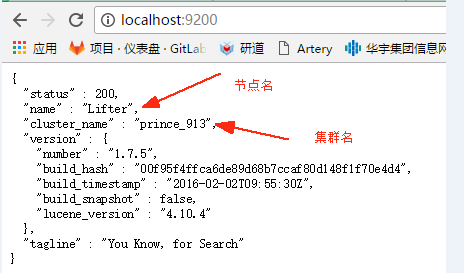 localhost:9200
应用 项目 · 仪表盘 · GitLab 研道 Artery 华宇集团信息网
{
"status" : 200,
"name" : "Lifter", 节点名
"cluster_name" : "prince_913", 集群名
"version" : {
"number" : "1.7.5",
"build_hash" : "00f95f4ffca6de89d68b7ccaf80d148f1f70e4d4",
"build_timestamp" : "2016-02-02T09:55:30Z",
"build_snapshot" : false,
"lucene_version" : "4.10.4"
},
"tagline" : "You Know, for Search"
}